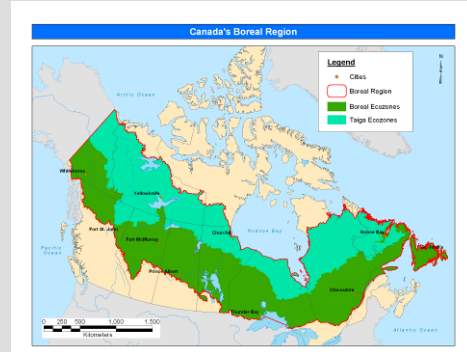 Canada's Boreal Region
Legend
Cities
Boreal Region
Boreal Ecozones
Taiga Ecozones
Arctic Ocean
Whitehorse
Yellowknife
Fort St. John
Fort McMurray
Churchill
Hudson Bay
Goose Bay
Pacific
Ocean
Prince Albert
Chicoutimi
Thunder Bay
Atlantic Ocean
0 250 500 1,000 1,500
Kilometers